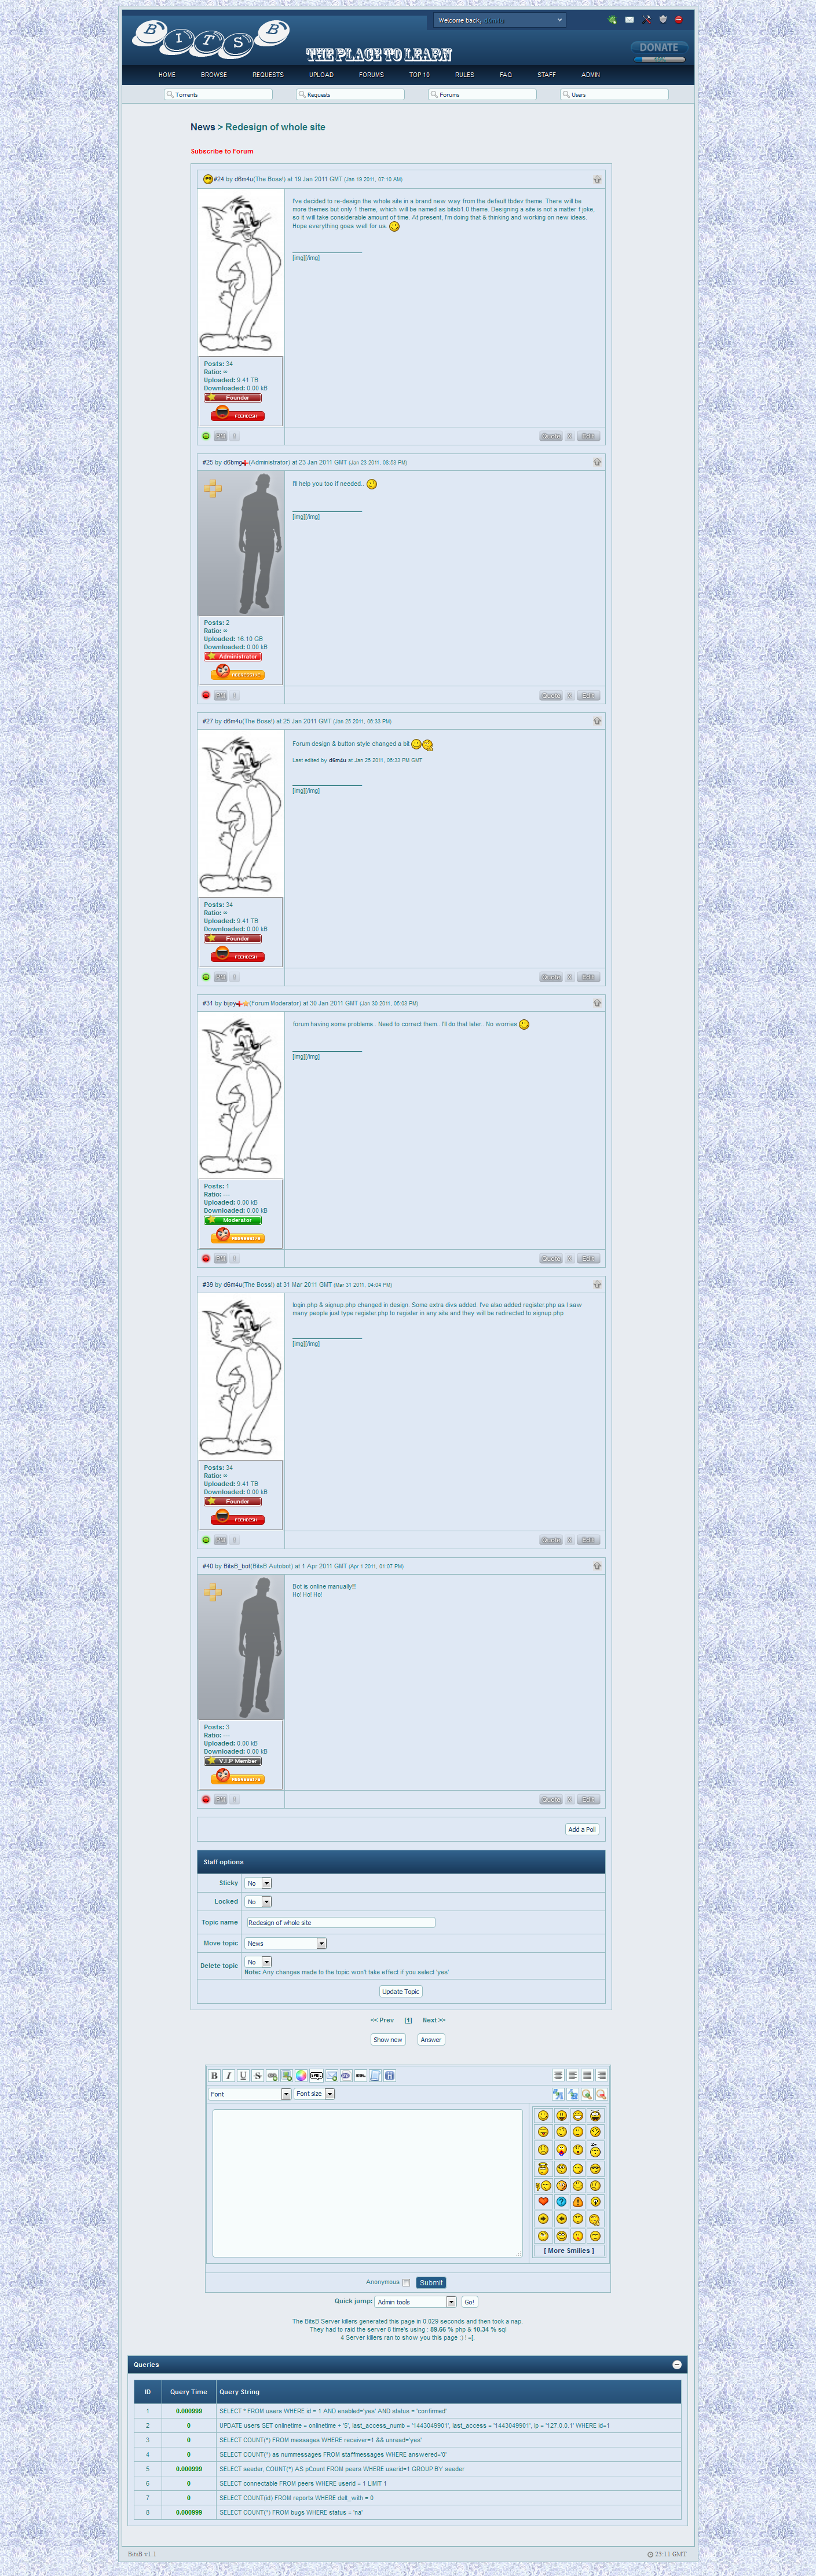 BITSB
THE PLACE TO LEARN
Welcome back, d6m4u
DONATE
HOME BROWSE REQUESTS UPLOAD FORUMS TOP 10 RULES FAQ STAFF ADMIN
Torrents Requests Forums Users
News > Redesign of whole site
Subscribe to Forum
#24 by d6m4u(The Boss!) at 19 Jan 2011 GMT (Jan 19 2011, 07:10 AM)
I've decided to re-design the whole site in a brand new way from the default tbdev theme. There will be
more themes but only 1 theme, which will be named as bitsb1.0 theme. Designing a site is not a matter f joke,
so it will take considerable amount of time. At present, I'm doing that & thinking and working on new ideas.
Hope everything goes well for us.
[img][/img]
Posts: 34
Ratio: ∞
Uploaded: 9.41 TB
Downloaded: 0.00 kB
Founder
FIENDISH
PM Quote X Edit
#25 by d6bmg(Administrator) at 23 Jan 2011 GMT (Jan 23 2011, 08:53 PM)
I'll help you too if needed..
[img][/img]
Posts: 2
Ratio: ∞
Uploaded: 16.10 GB
Downloaded: 0.00 kB
Administrator
AGGRESSIVE
PM Quote X Edit
#27 by d6m4u(The Boss!) at 25 Jan 2011 GMT (Jan 25 2011, 06:33 PM)
Forum design & button style changed a bit
Last edited by d6m4u at Jan 25 2011, 06:33 PM GMT
[img][/img]
Posts: 34
Ratio: ∞
Uploaded: 9.41 TB
Downloaded: 0.00 kB
Founder
FIENDISH
PM Quote X Edit
#31 by bijoy(Forum Moderator) at 30 Jan 2011 GMT (Jan 30 2011, 05:03 PM)
forum having some problems.. Need to correct them.. I'll do that later.. No worries
[img][/img]
Posts: 1
Ratio: ---
Uploaded: 0.00 kB
Downloaded: 0.00 kB
Moderator
AGGRESSIVE
PM Quote X Edit
#39 by d6m4u(The Boss!) at 31 Mar 2011 GMT (Mar 31 2011, 04:04 PM)
login.php & signup.php changed in design. Some extra divs added. I've also added register.php as I saw
many people just type register.php to register in any site and they will be redirected to signup.php
[img][/img]
Posts: 34
Ratio: ∞
Uploaded: 9.41 TB
Downloaded: 0.00 kB
Founder
FIENDISH
PM Quote X Edit
#40 by BitsB_bot(BitsB Autobot) at 1 Apr 2011 GMT (Apr 1 2011, 01:07 PM)
Bot is online manually!!!
Ho! Ho! Ho!
Posts: 3
Ratio: ---
Uploaded: 0.00 kB
Downloaded: 0.00 kB
V.I.P Member
AGGRESSIVE
PM Quote X Edit
Add a Poll
Staff options
Sticky No
Locked No
Topic name Redesign of whole site
Move topic News
Delete topic No
Note: Any changes made to the topic won't take effect if you select 'yes'
Update Topic
<< Prev [1] Next >>
Show new Answer
B I U S
Font Font size
[ More Smilies ]
Anonymous Submit
Quick jump: Admin tools Go!
The BitsB Server killers generated this page in 0.029 seconds and then took a nap.
They had to raid the server 8 time's using : 89.66 % php & 10.34 % sql
4 Server killers ran to show you this page :) ! =[
Queries
ID Query Time Query String
1 0.000999 SELECT * FROM users WHERE id = 1 AND enabled='yes' AND status = 'confirmed'
2 0 UPDATE users SET onlinetime = onlinetime + '5', last_access_numb = '1443049901', last_access = '1443049901', ip = '127.0.0.1' WHERE id=1
3 0 SELECT COUNT(*) FROM messages WHERE receiver=1 && unread='yes'
4 0 SELECT COUNT(*) as nummessages FROM staffmessages WHERE answered='0'
5 0.000999 SELECT seeder, COUNT(*) AS pCount FROM peers WHERE userid=1 GROUP BY seeder
6 0 SELECT connectable FROM peers WHERE userid = 1 LIMIT 1
7 0 SELECT COUNT(id) FROM reports WHERE delt_with = 0
8 0.000999 SELECT COUNT(*) FROM bugs WHERE status = 'na'
BitsB v1.1 23:11 GMT